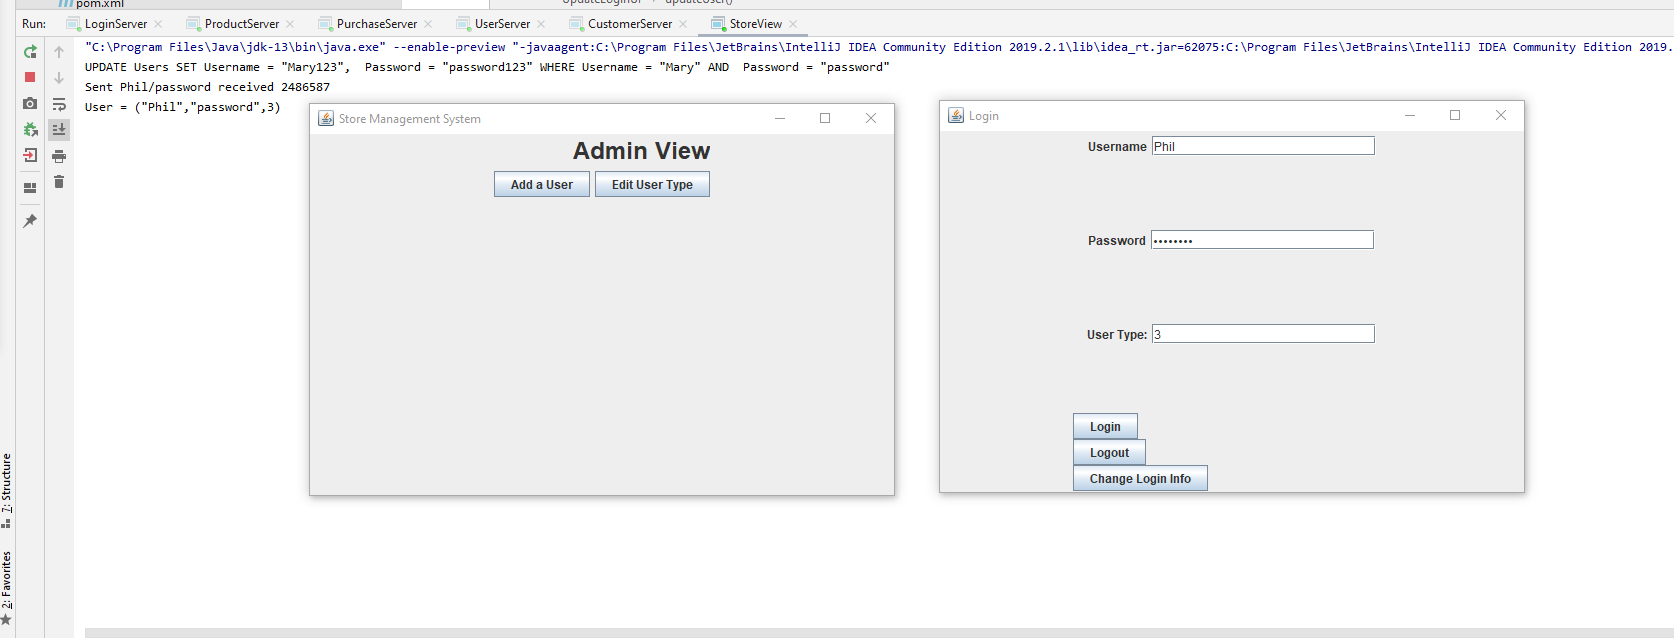 pom.xml
updateUser()
Run: LoginServer ProductServer PurchaseServer UserServer CustomerServer StoreView
"C:\Program Files\Java\jdk-13\bin\java.exe" --enable-preview "-javaagent:C:\Program Files\JetBrains\IntelliJ IDEA Community Edition 2019.2.1\lib\idea_rt.jar=62075:C:\Program Files\JetBrains\IntelliJ IDEA Community Edition 2019.
UPDATE Users SET Username = "Mary123",  Password = "password123" WHERE Username = "Mary" AND  Password = "password"
Sent Phil/password received 2486587
User = ("Phil","password",3)
Store Management System
Admin View
Add a User Edit User Type
Login
Username Phil
Password ••••••••
User Type: 3
Login
Logout
Change Login Info
7: Structure
2: Favorites